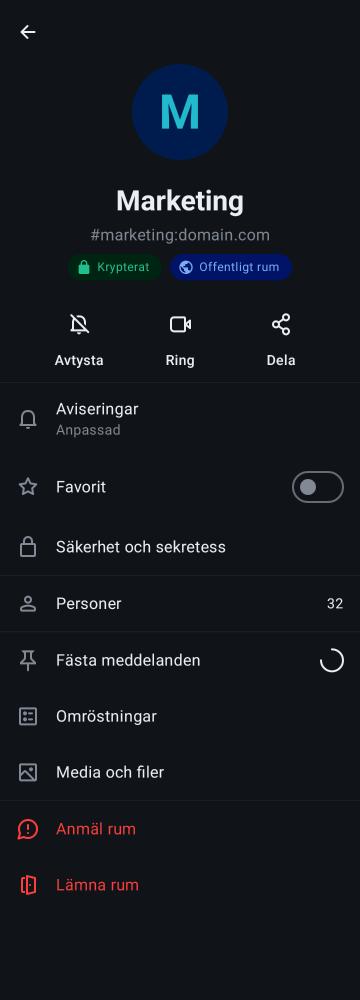 M
Marketing
#marketing:domain.com
Krypterat
Offentligt rum
Avtysta
Ring
Dela
Aviseringar
Anpassad
Favorit
Säkerhet och sekretess
Personer
32
Fästa meddelanden
Omröstningar
Media och filer
Anmäl rum
Lämna rum